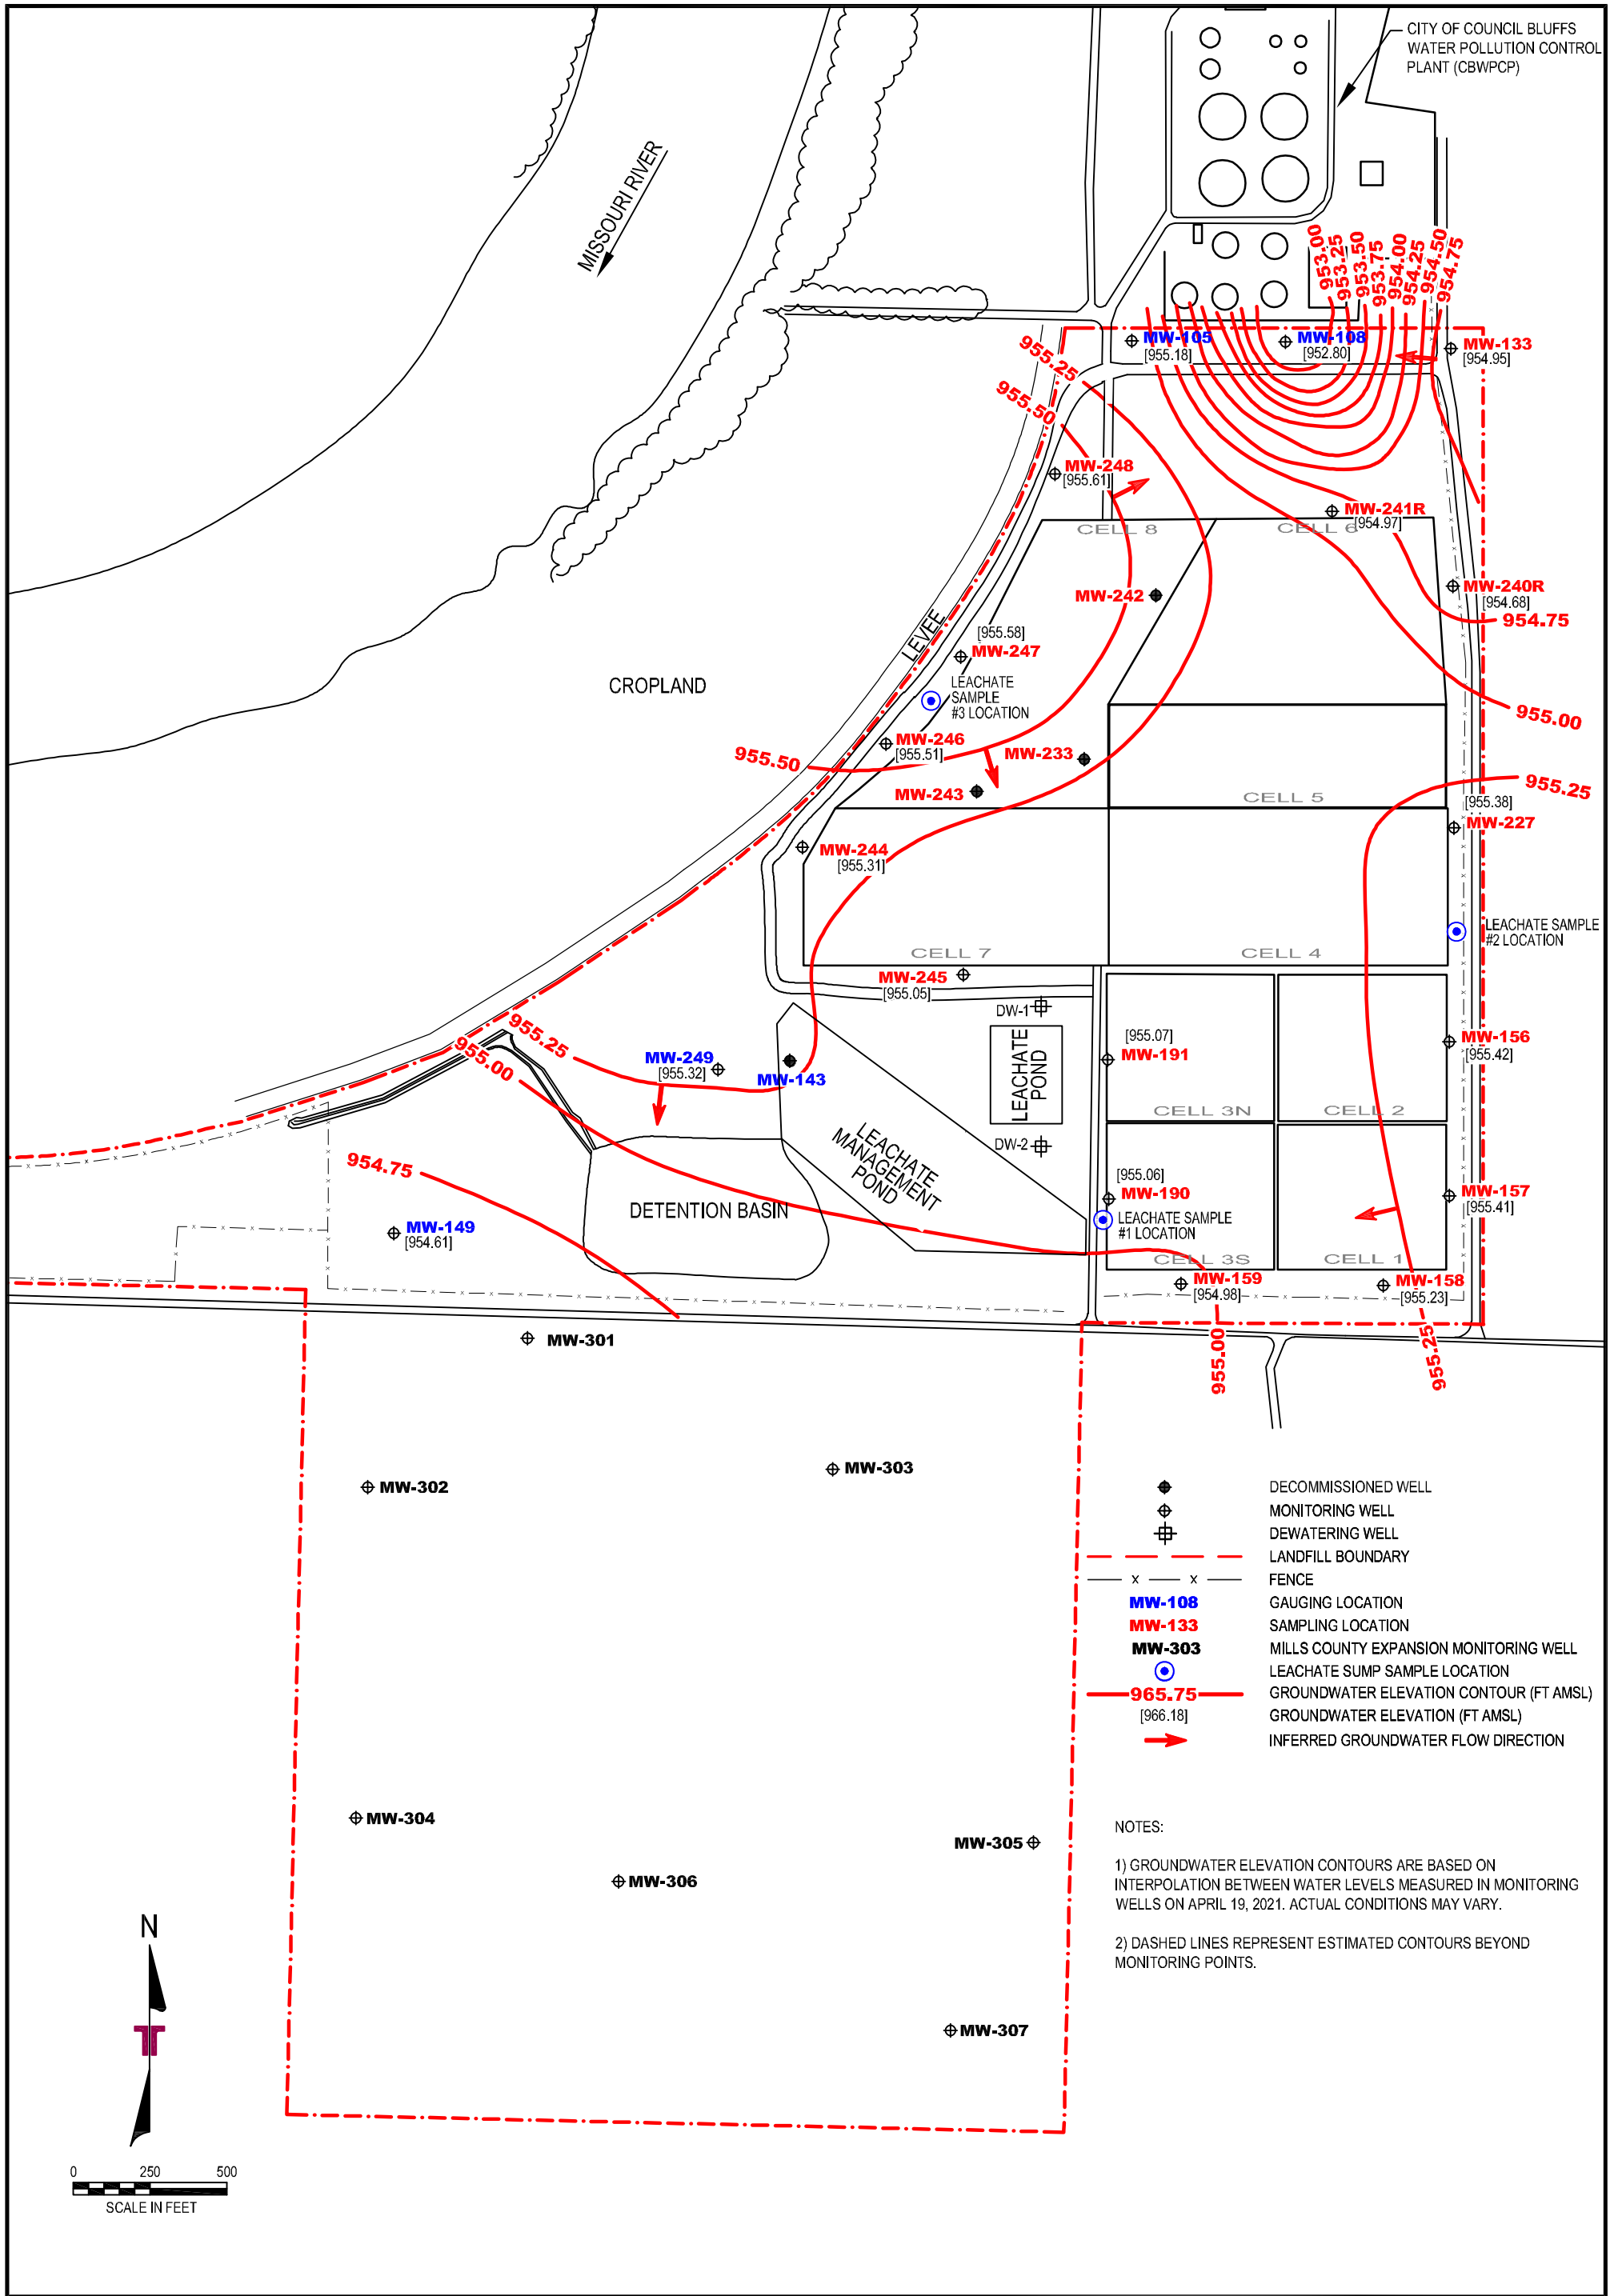 CITY OF COUNCIL BLUFFS
WATER POLLUTION CONTROL
PLANT (CBWPCP)
MISSOURI RIVER
953.00
953.25
953.50
953.75
954.00
954.25
954.50
954.75
MW-105
[955.18]
MW-108
[952.80]
MW-133
[954.95]
955.25
955.50
MW-248
[955.61]
MW-241R
[954.97]
CELL 8
CELL 6
MW-242
MW-240R
[954.68]
954.75
LEVEE
[955.58]
MW-247
CROPLAND
LEACHATE
SAMPLE
#3 LOCATION
955.00
MW-246
[955.51]
955.50
MW-233
MW-243
955.25
CELL 5
[955.38]
MW-227
MW-244
[955.31]
LEACHATE SAMPLE
#2 LOCATION
CELL 7
CELL 4
MW-245
[955.05]
DW-1
955.25
955.00
LEACHATE
POND
[955.07]
MW-191
MW-156
[955.42]
MW-249
[955.32]
MW-143
CELL 3N
CELL 2
DW-2
LEACHATE
MANAGEMENT
POND
954.75
[955.06]
MW-190
MW-157
[955.41]
DETENTION BASIN
LEACHATE SAMPLE
#1 LOCATION
MW-149
[954.61]
CELL 3S
CELL 1
MW-159
[954.98]
MW-158
[955.23]
MW-301
955.00
955.25
MW-302
MW-303
DECOMMISSIONED WELL
MONITORING WELL
DEWATERING WELL
LANDFILL BOUNDARY
x x FENCE
MW-108 GAUGING LOCATION
MW-133 SAMPLING LOCATION
MW-303 MILLS COUNTY EXPANSION MONITORING WELL
LEACHATE SUMP SAMPLE LOCATION
965.75 GROUNDWATER ELEVATION CONTOUR (FT AMSL)
[966.18] GROUNDWATER ELEVATION (FT AMSL)
INFERRED GROUNDWATER FLOW DIRECTION
MW-304
MW-305
MW-306
MW-307
NOTES:
1) GROUNDWATER ELEVATION CONTOURS ARE BASED ON
INTERPOLATION BETWEEN WATER LEVELS MEASURED IN MONITORING
WELLS ON APRIL 19, 2021. ACTUAL CONDITIONS MAY VARY.
2) DASHED LINES REPRESENT ESTIMATED CONTOURS BEYOND
MONITORING POINTS.
N
0 250 500
SCALE IN FEET